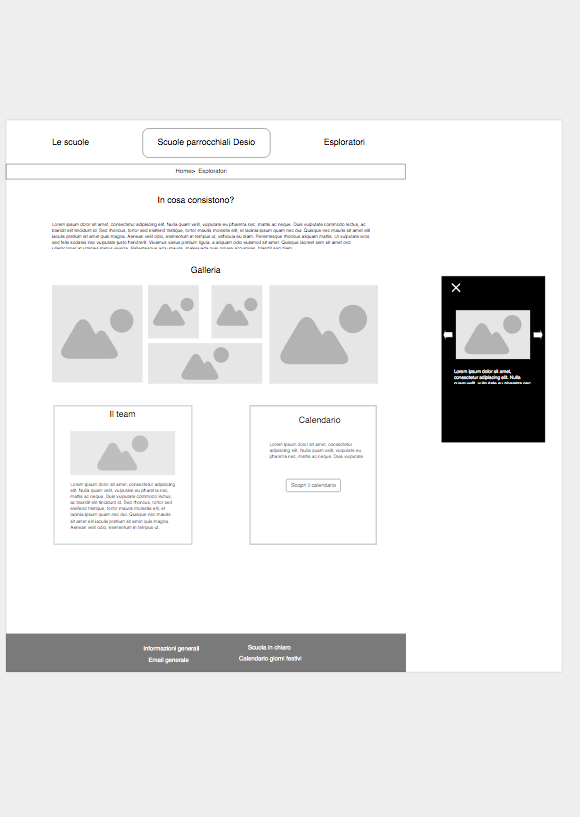 Le scuole
Scuole parrocchiali Desio
Esploratori
Home> Esploratori
In cosa consistono?
Lorem ipsum dolor sit amet, consectetur adipiscing elit. Nulla quam velit, vulputate eu pharetra nec, mattis ac neque. Duis vulputate commodo lectus, ac
blandit elit tincidunt id. Sed rhoncus, tortor mauris molestie elit, et lacinia ipsum quam nec dui. Quisque nec mauris sit amet elit
iaculis pretium sit amet quis magna. Aenean velit odio, elementum in tempus ut, vehicula eu diam. Pellentesque rhoncus aliquam mattis. Ut vulputate eros
sed felis sodales nec vulputate justo hendrerit. Vivamus varius pretium ligula, a aliquam odio euismod sit amet. Quisque laoreet sem sit amet orci
Galleria
Lorem ipsum dolor sit amet,
consectetur adipiscing elit. Nulla
Il team
Lorem ipsum dolor sit amet, consectetur adipiscing
elit. Nulla quam velit, vulputate eu pharetra nec,
mattis ac neque. Duis vulputate commodo lectus,
ac blandit elit tincidunt id. Sed rhoncus, tortor
eleifend tristique, tortor mauris molestie elit, et
lacinia ipsum quam nec dui. Quisque nec mauris
sit amet elit iaculis pretium sit amet quis magna.
Aenean velit odio, elementum in tempus ut,
Calendario
Lorem ipsum dolor sit amet, consectetur
adipiscing elit. Nulla quam velit, vulputate eu
pharetra nec, mattis ac neque. Duis vulputate
Scopri il calendario
Informazioni generali
Scuola in chiaro
Email generale
Calendario giorni festivi